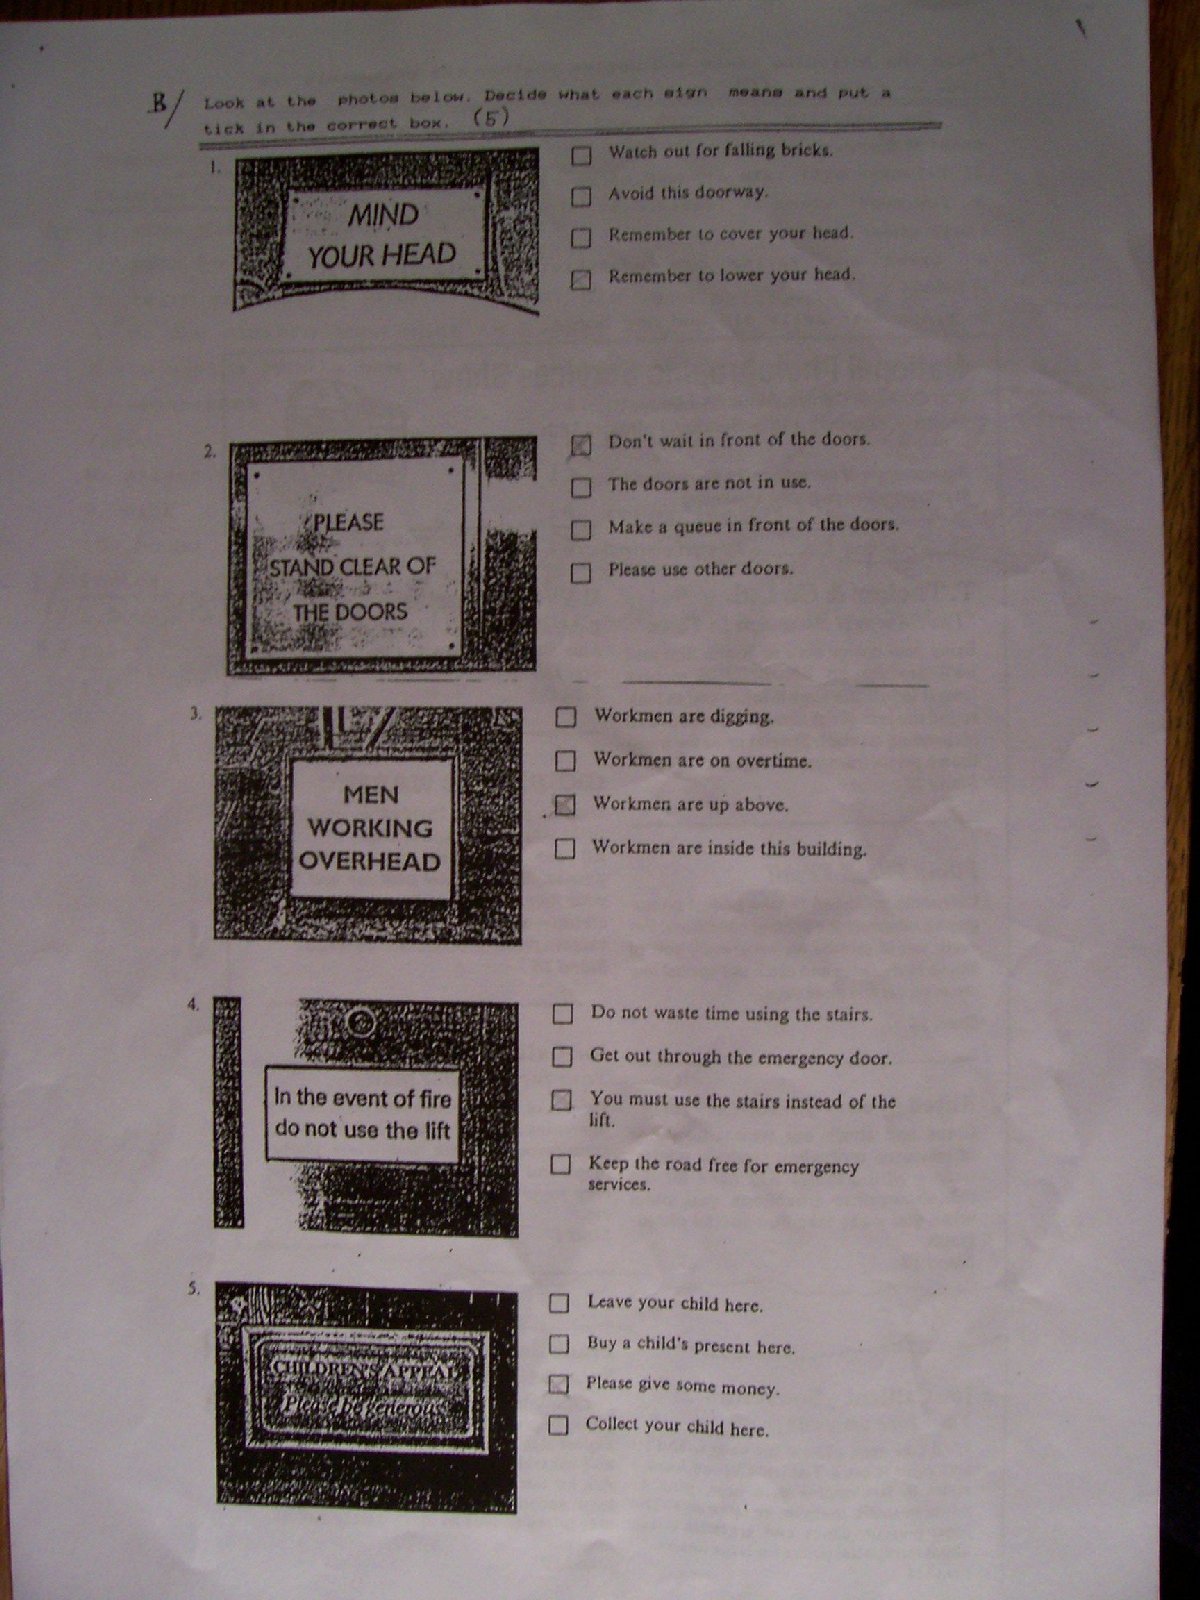 B/ Look at the photos below. Decide what each sign means and put a
tick in the correct box. (5)
1.
MIND
YOUR HEAD
Watch out for falling bricks.
Avoid this doorway.
Remember to cover your head.
Remember to lower your head.
2.
PLEASE
STAND CLEAR OF
THE DOORS
Don't wait in front of the doors.
The doors are not in use.
Make a queue in front of the doors.
Please use other doors.
3.
MEN
WORKING
OVERHEAD
Workmen are digging.
Workmen are on overtime.
Workmen are up above.
Workmen are inside this building.
4.
In the event of fire
do not use the lift
Do not waste time using the stairs.
Get out through the emergency door.
You must use the stairs instead of the
lift.
Keep the road free for emergency
services.
5.
CHILDREN'S APPEAL
Please be generous
Leave your child here.
Buy a child's present here.
Please give some money.
Collect your child here.